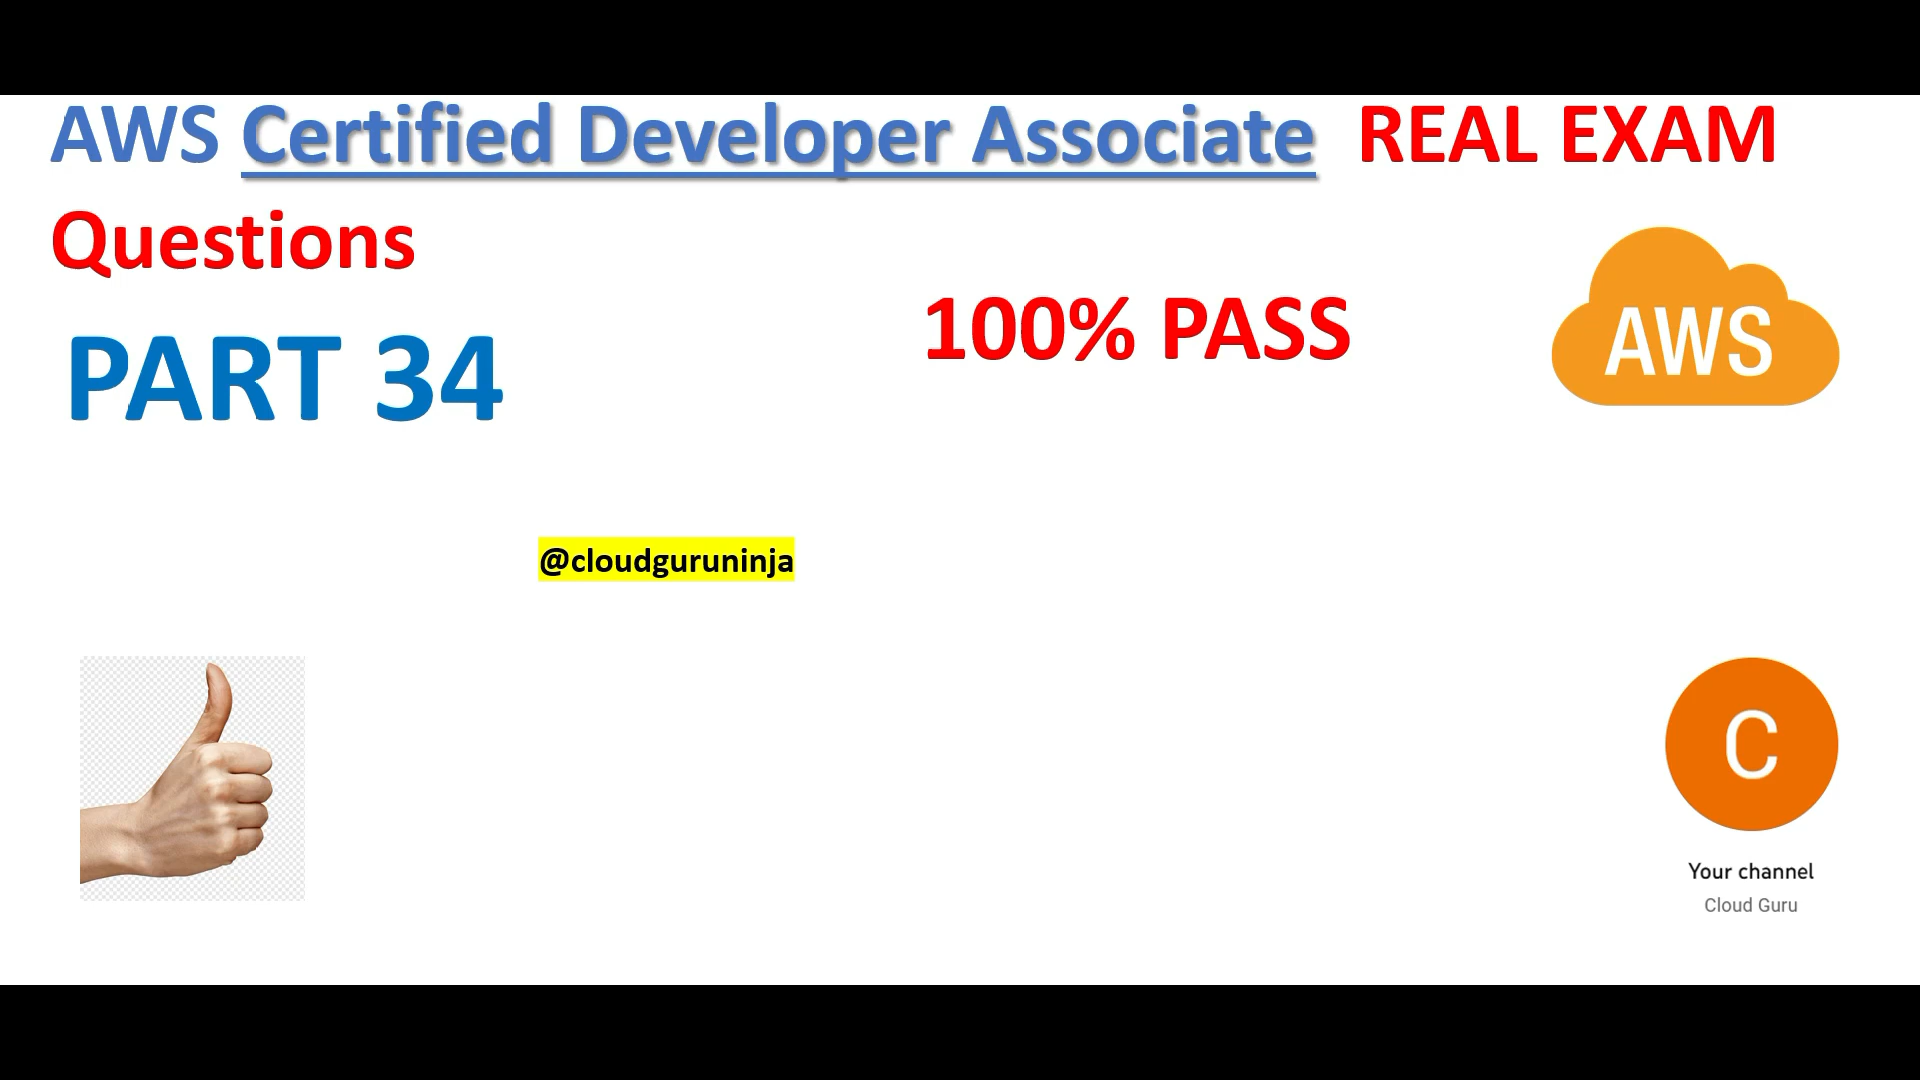 AWS Certified Developer Associate REAL EXAM
Questions
100% PASS
PART 34
AWS
@cloudguruninja
C
Your channel
Cloud Guru